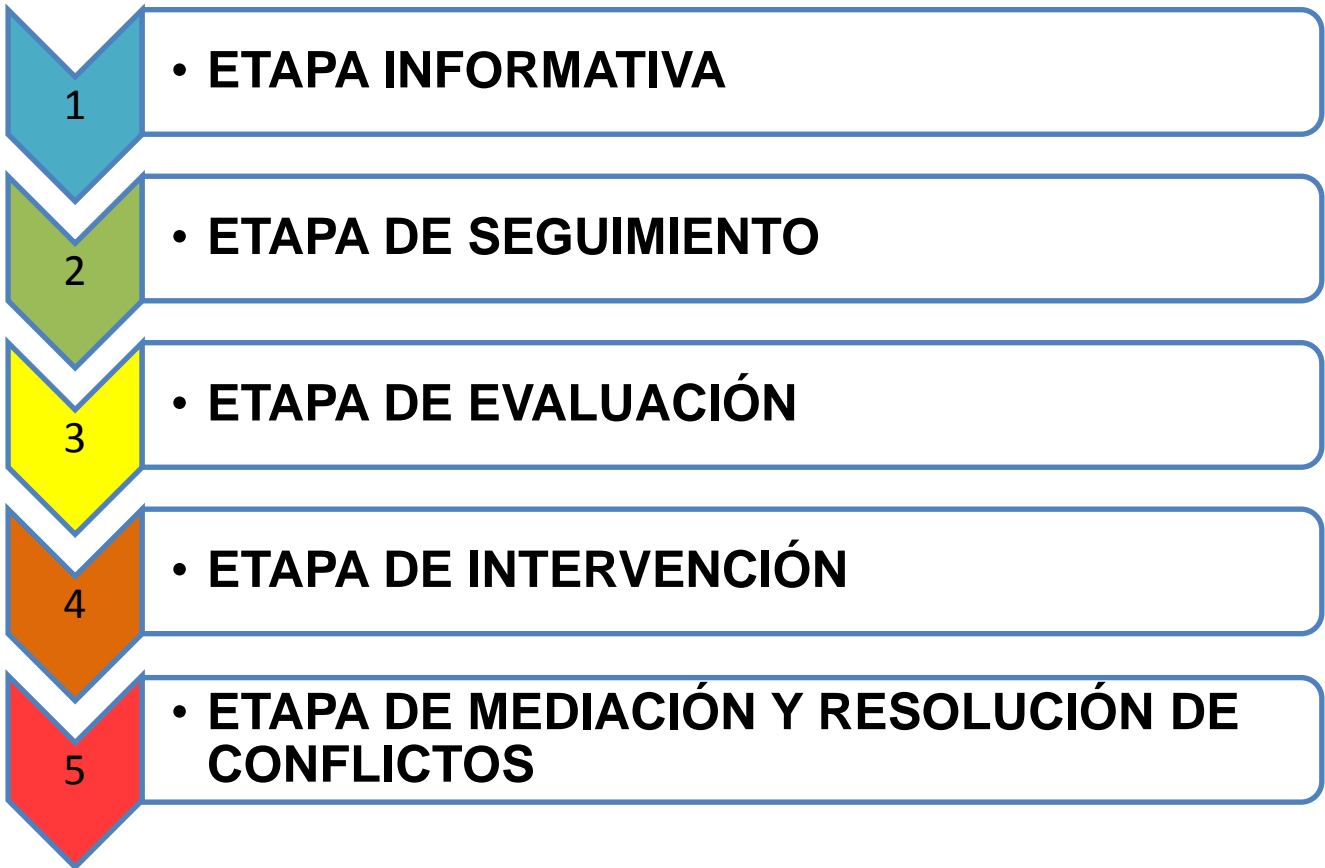 1
• ETAPA INFORMATIVA
2
• ETAPA DE SEGUIMIENTO
3
• ETAPA DE EVALUACIÓN
4
• ETAPA DE INTERVENCIÓN
5
• ETAPA DE MEDIACIÓN Y RESOLUCIÓN DE
CONFLICTOS